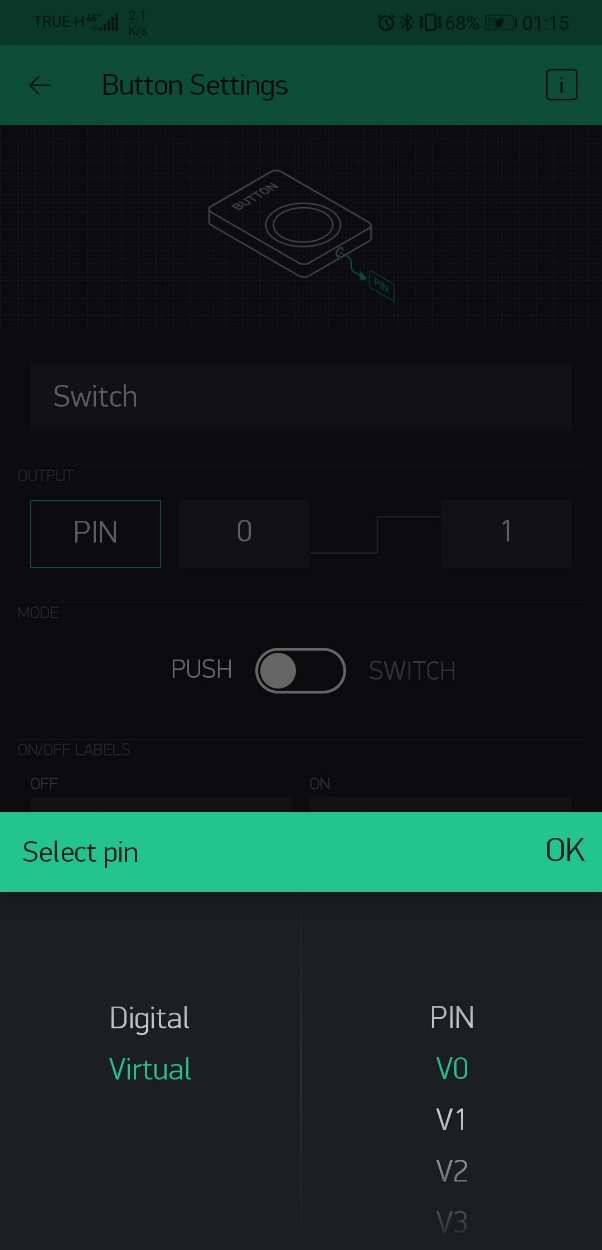 TRUE-H 4G+ 2.1 K/s 68% 01:15
Button Settings
i
BUTTON
PIN
Switch
OUTPUT
PIN 0 1
MODE
PUSH SWITCH
ON/OFF LABELS
OFF ON
Select pin OK
Digital PIN
Virtual V0
V1
V2
V3